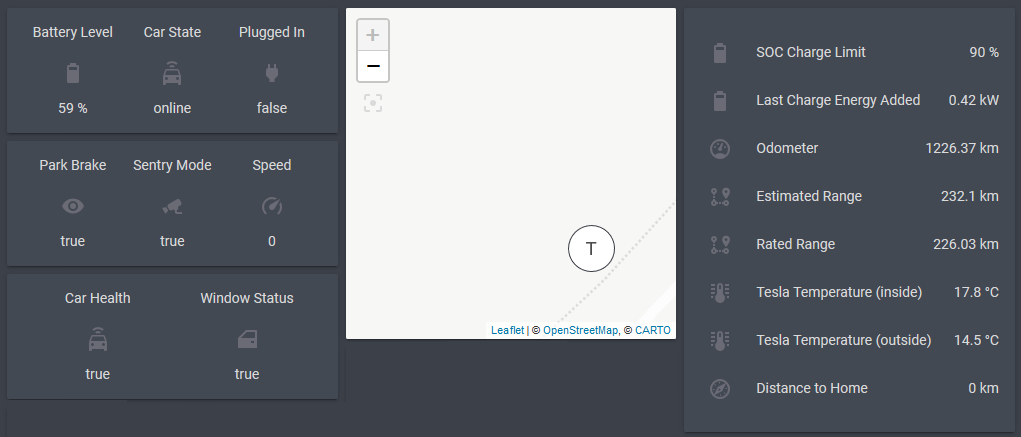 Battery Level Car State Plugged In
59 % online false
Park Brake Sentry Mode Speed
true true 0
Car Health Window Status
true true
+
−
T
Leaflet | © OpenStreetMap, © CARTO
SOC Charge Limit 90 %
Last Charge Energy Added 0.42 kW
Odometer 1226.37 km
Estimated Range 232.1 km
Rated Range 226.03 km
Tesla Temperature (inside) 17.8 °C
Tesla Temperature (outside) 14.5 °C
Distance to Home 0 km